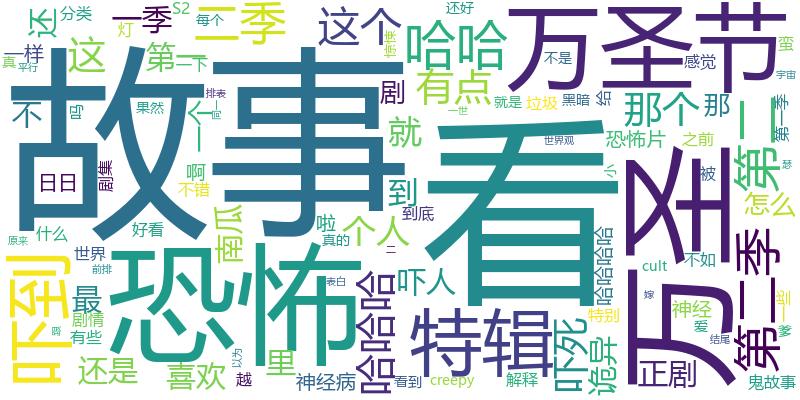 故事
看
恐怖
万圣节
万圣
特辑
吓到
第二季
第二
二季
一季
哈哈
哈哈哈
哈哈哈哈
这个
有点
那个
那
这
第一
还
还是
喜欢
里
最
不
一个
就
到
剧
南瓜
个人
吓人
吓死
诡异
正剧
恐怖片
怎么
神经病
神经
鬼故事
creepy
cult
解释
看到
特别
不如
一些
爱
被
之前
感觉
不是
黑暗
给
垃圾
就是
还好
S2
每个
分类
灯
一样
真
平行
吗
果然
排表
一下
惊悚
啊
不错
好看
日日
剧集
什么
原来
世界
前排
剧情
有些
越
以为
表白
真的
啦
到底
一世
世界观
小
第一季
宇宙
蛮
瑟
爹
结尾
嫁
二